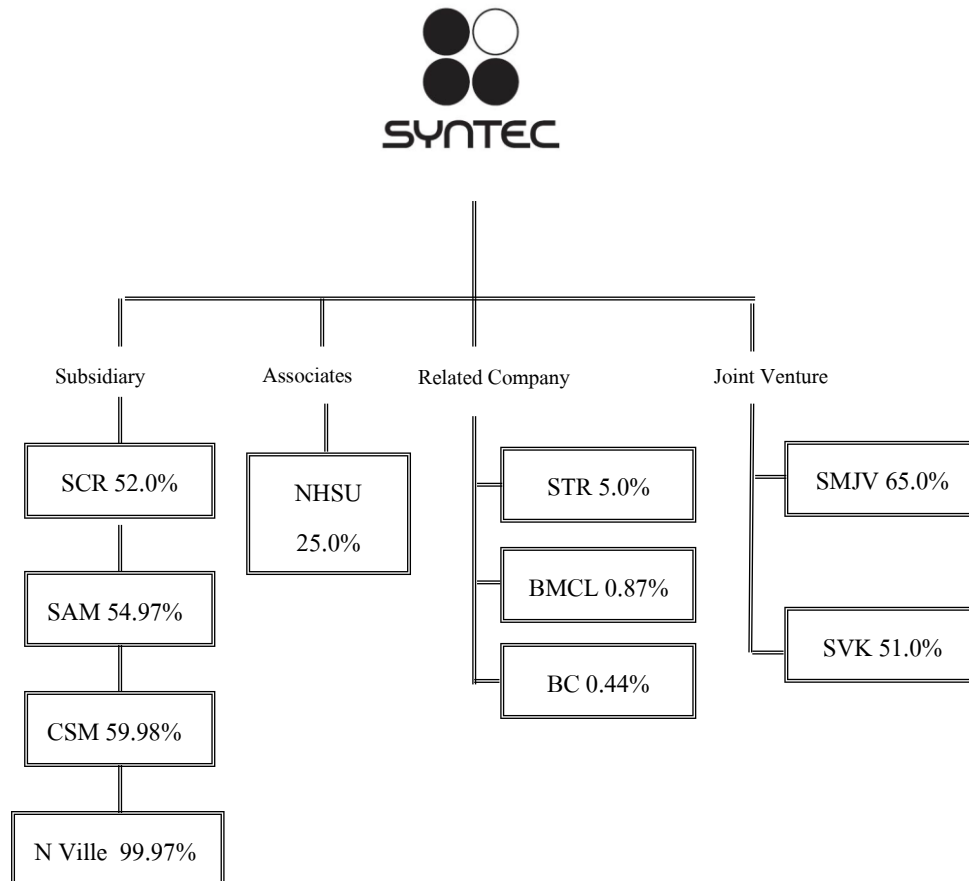 SYNTEC
Subsidiary
Associates
Related Company
Joint Venture
SCR 52.0%
NHSU
25.0%
STR 5.0%
SMJV 65.0%
SAM 54.97%
BMCL 0.87%
SVK 51.0%
BC 0.44%
CSM 59.98%
N Ville 99.97%